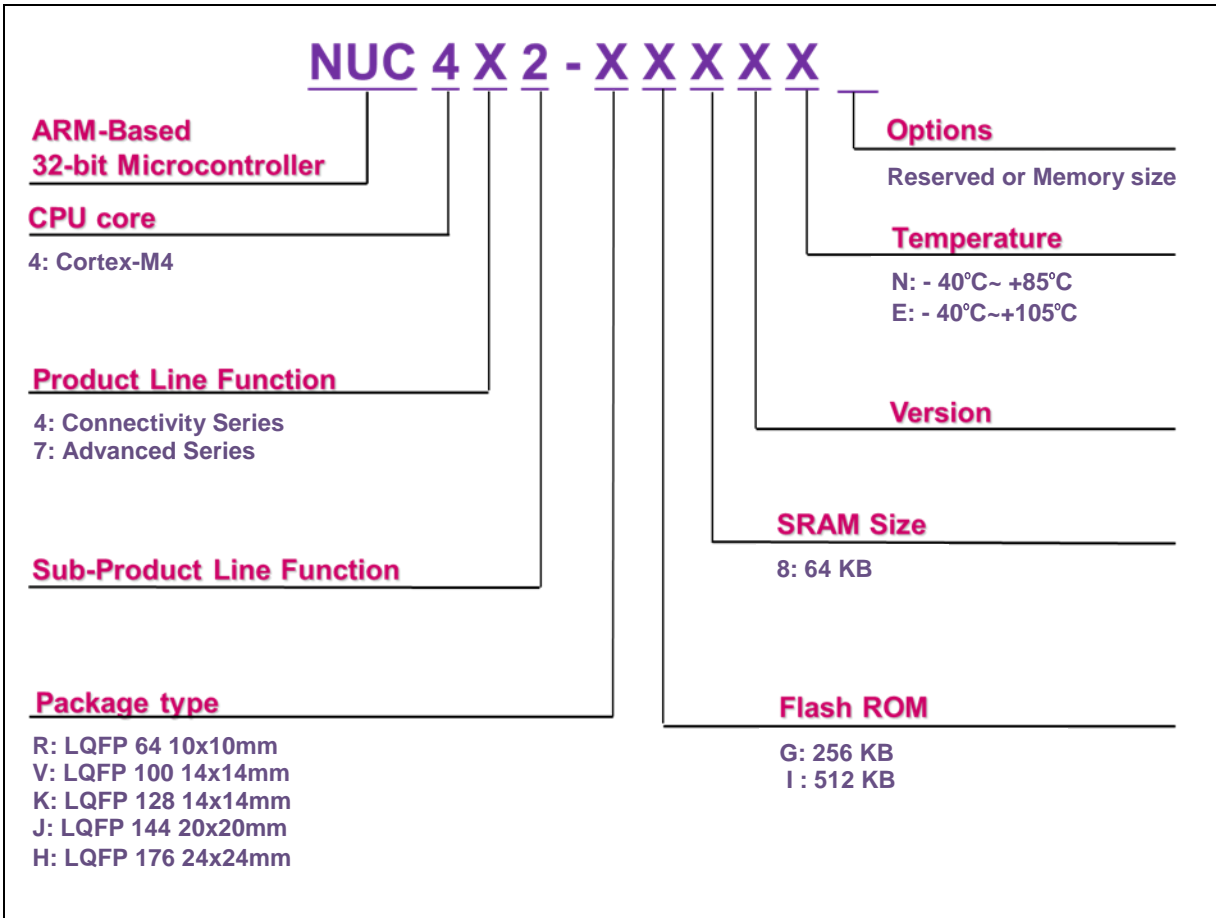 NUC 4 X 2 - X X X X X
ARM-Based
32-bit Microcontroller
CPU core
4: Cortex-M4
Product Line Function
4: Connectivity Series
7: Advanced Series
Sub-Product Line Function
Package type
R: LQFP 64 10x10mm
V: LQFP 100 14x14mm
K: LQFP 128 14x14mm
J: LQFP 144 20x20mm
H: LQFP 176 24x24mm
Options
Reserved or Memory size
Temperature
N: - 40°C~ +85°C
E: - 40°C~+105°C
Version
SRAM Size
8: 64 KB
Flash ROM
G: 256 KB
I : 512 KB